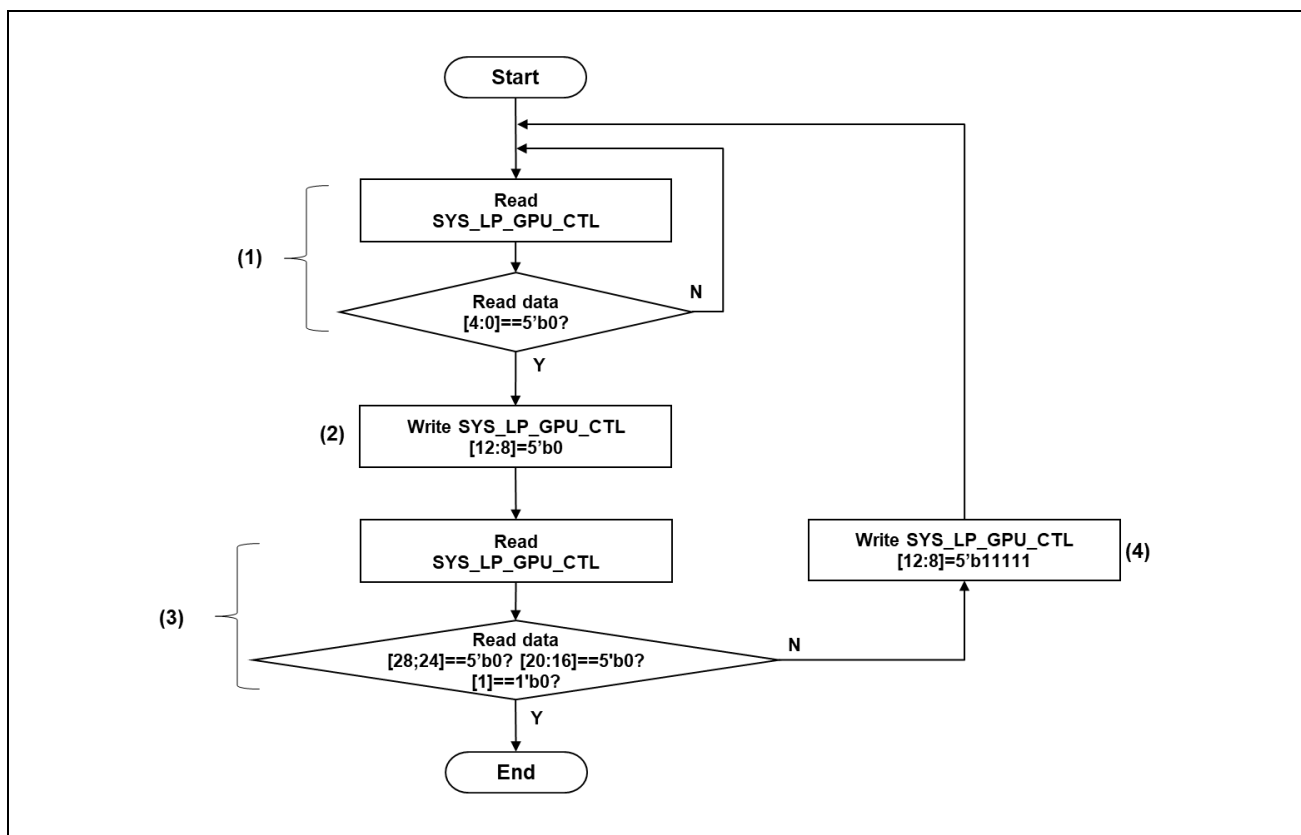 Start
Read
SYS_LP_GPU_CTL
(1)
Read data
[4:0]==5’b0?
N
Y
(2)
Write SYS_LP_GPU_CTL
[12:8]=5’b0
Read
SYS_LP_GPU_CTL
(3)
Read data
[28;24]==5’b0? [20:16]==5'b0?
[1]==1'b0?
N
Write SYS_LP_GPU_CTL
[12:8]=5’b11111
(4)
Y
End